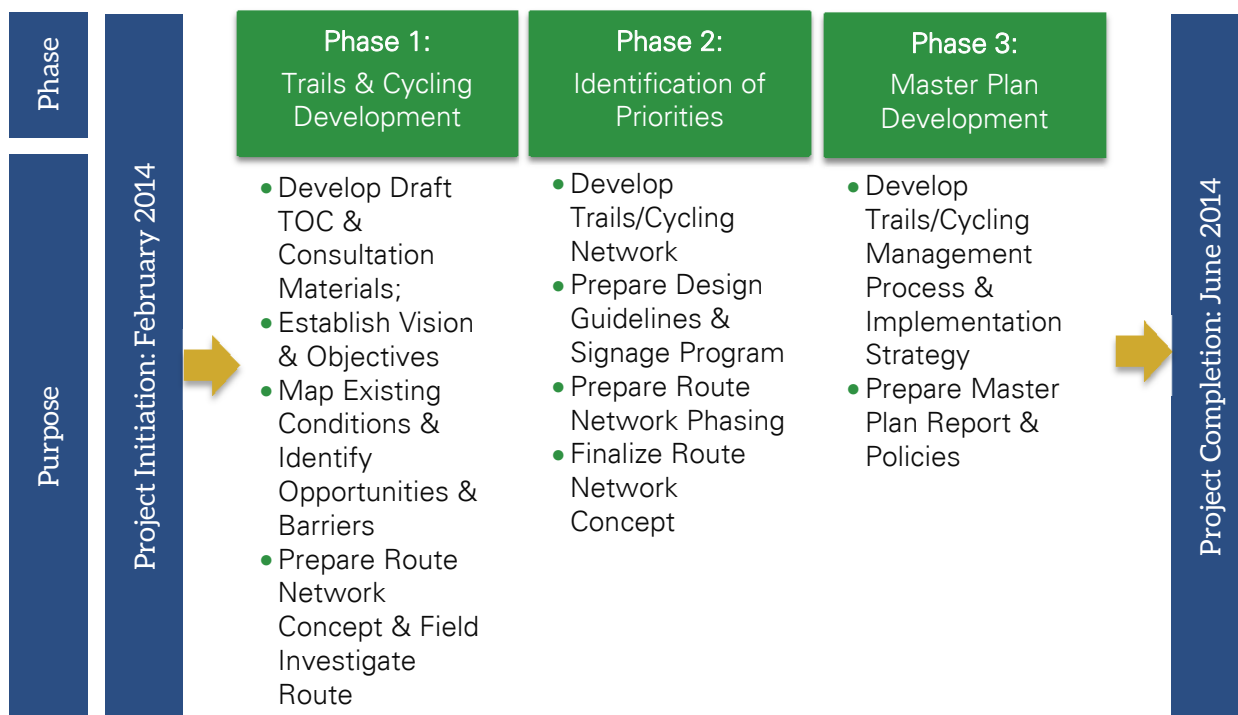 Phase
Purpose
Project Initiation: February 2014
Phase 1:
Trails & Cycling
Development
• Develop Draft
TOC &
Consultation
Materials;
• Establish Vision
& Objectives
• Map Existing
Conditions &
Identify
Opportunities &
Barriers
• Prepare Route
Network
Concept & Field
Investigate
Route
Phase 2:
Identification of
Priorities
• Develop
Trails/Cycling
Network
• Prepare Design
Guidelines &
Signage Program
• Prepare Route
Network Phasing
• Finalize Route
Network
Concept
Phase 3:
Master Plan
Development
• Develop
Trails/Cycling
Management
Process &
Implementation
Strategy
• Prepare Master
Plan Report &
Policies
Project Completion: June 2014